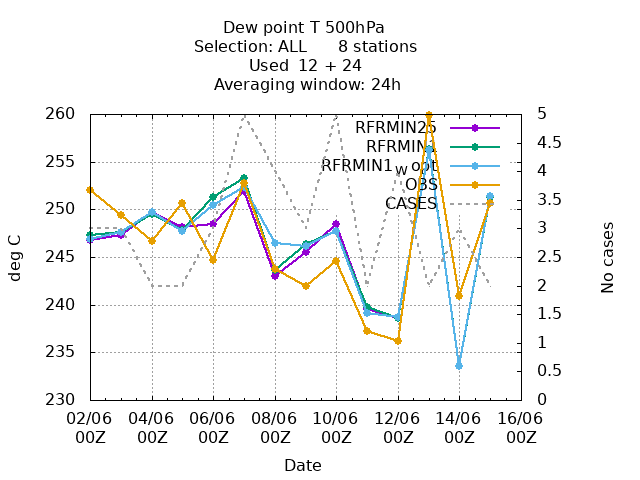 Dew point T 500hPa
Selection: ALL 8 stations
Used 12 + 24
Averaging window: 24h
260
255
250
245
240
235
230
deg C
5
4.5
4
3.5
3
2.5
2
1.5
1
0.5
0
No cases
RFRMIN25
RFRMIN1
RFRMIN1wopt
OBS
CASES
02/06 04/06 06/06 08/06 10/06 12/06 14/06 16/06
00Z 00Z 00Z 00Z 00Z 00Z 00Z 00Z
Date